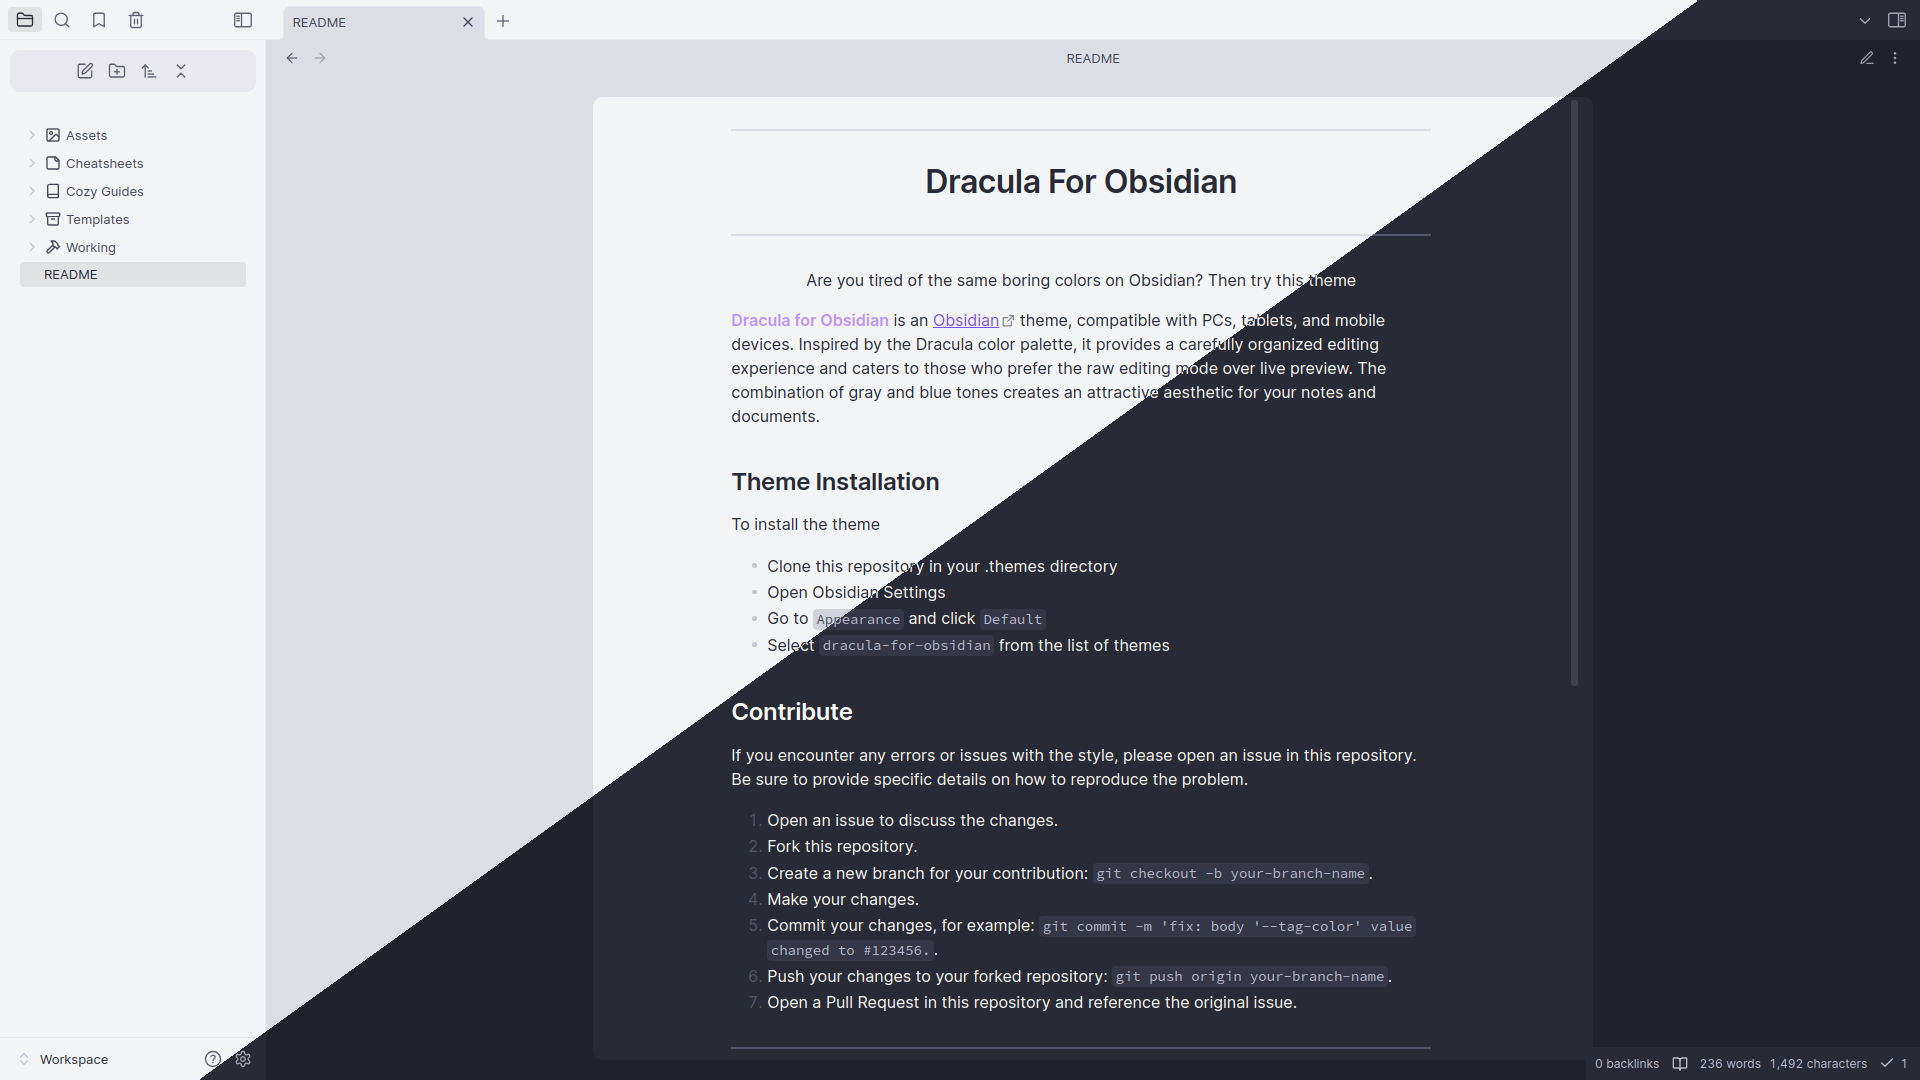 README
README
Assets
Cheatsheets
Cozy Guides
Templates
Working
README
Dracula For Obsidian
Are you tired of the same boring colors on Obsidian? Then try this theme
Dracula for Obsidian is an Obsidian theme, compatible with PCs, tablets, and mobile
devices. Inspired by the Dracula color palette, it provides a carefully organized editing
experience and caters to those who prefer the raw editing mode over live preview. The
combination of gray and blue tones creates an attractive aesthetic for your notes and
documents.
Theme Installation
To install the theme
• Clone this repository in your .themes directory
• Open Obsidian Settings
• Go to Appearance and click Default
• Select dracula-for-obsidian from the list of themes
Contribute
If you encounter any errors or issues with the style, please open an issue in this repository.
Be sure to provide specific details on how to reproduce the problem.
1. Open an issue to discuss the changes.
2. Fork this repository.
3. Create a new branch for your contribution: git checkout -b your-branch-name.
4. Make your changes.
5. Commit your changes, for example: git commit -m 'fix: body '--tag-color' value
changed to #123456..
6. Push your changes to your forked repository: git push origin your-branch-name.
7. Open a Pull Request in this repository and reference the original issue.
Workspace
0 backlinks 236 words 1,492 characters 1